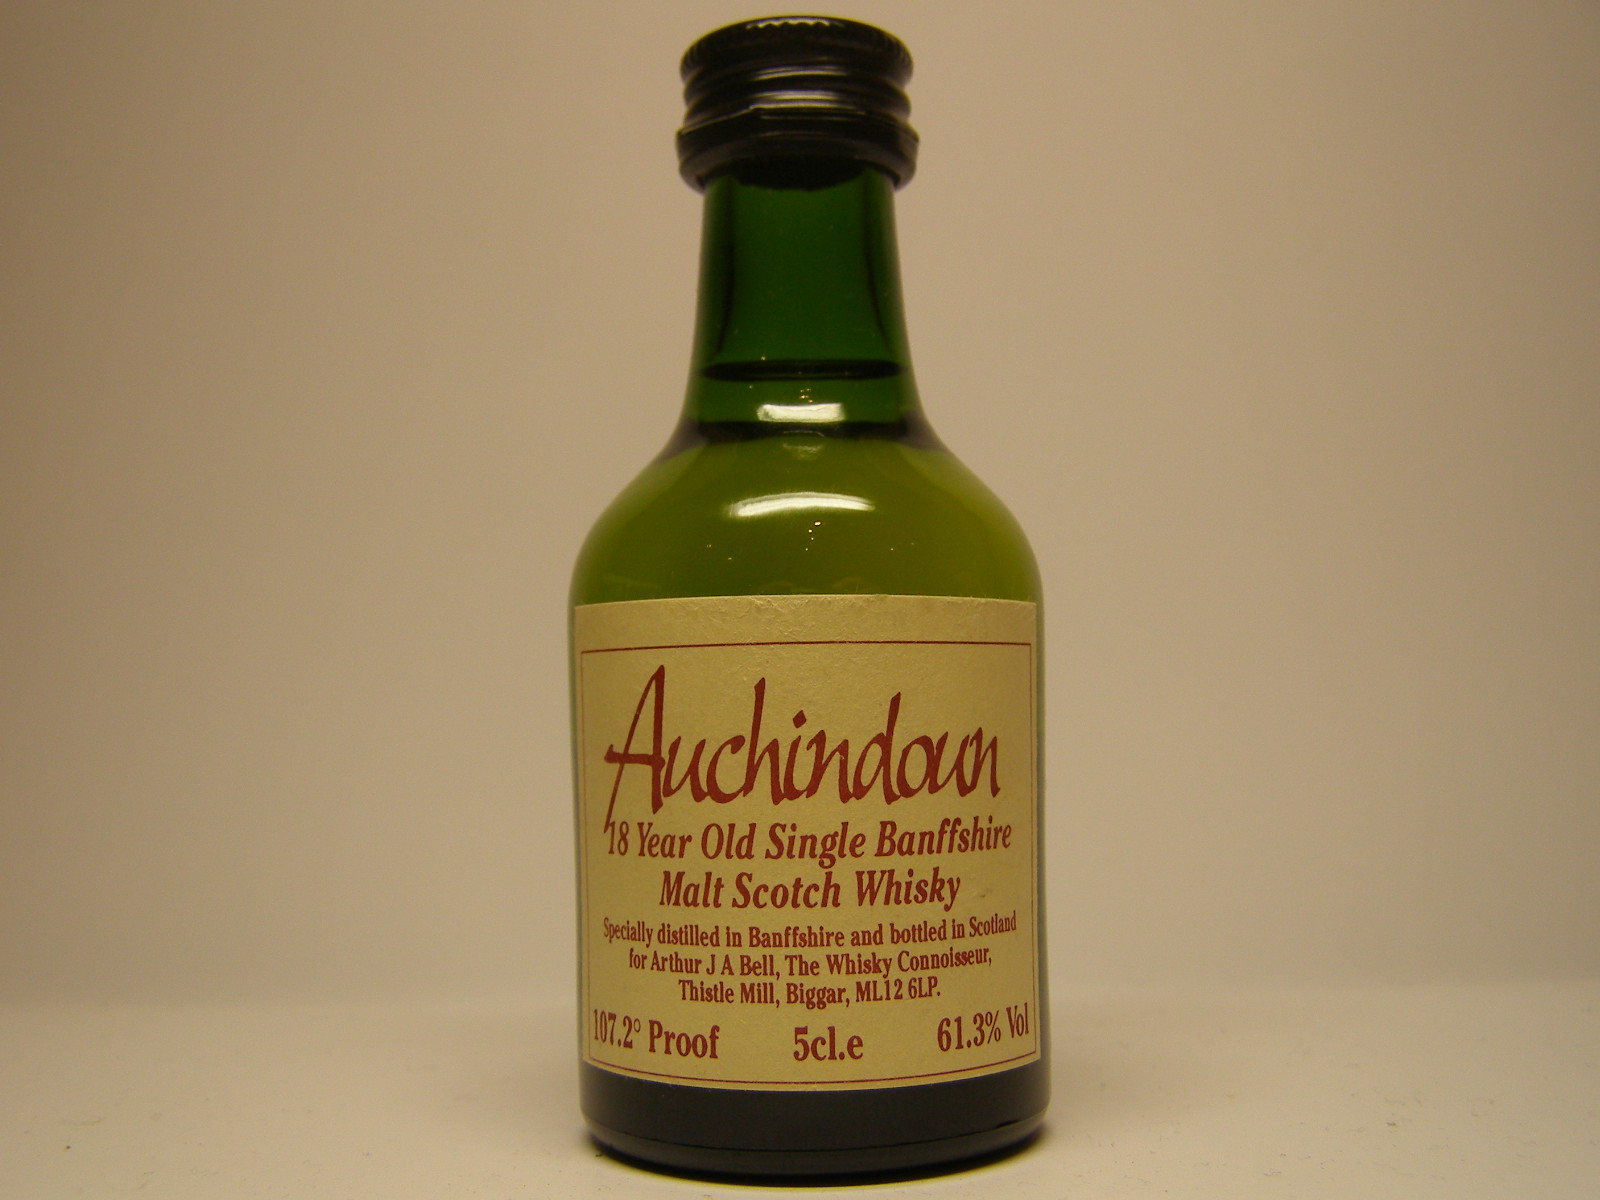 Auchindoun
18 Year Old Single Banffshire
Malt Scotch Whisky
Specially distilled in Banffshire and bottled in Scotland
for Arthur J A Bell, The Whisky Connoisseur,
Thistle Mill, Biggar, ML12 6LP.
107.2° Proof 5cl.e 61.3% Vol